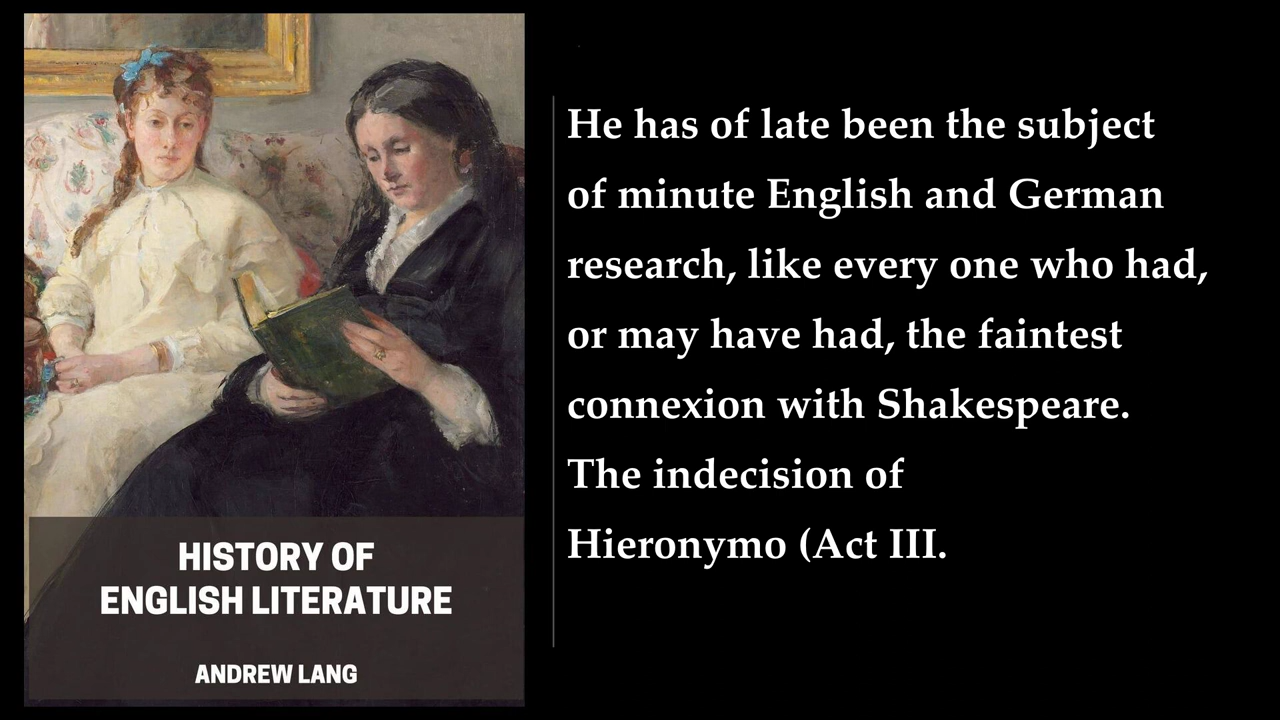 HISTORY OF
ENGLISH LITERATURE
ANDREW LANG
He has of late been the subject
of minute English and German
research, like every one who had,
or may have had, the faintest
connexion with Shakespeare.
The indecision of
Hieronymo (Act III.